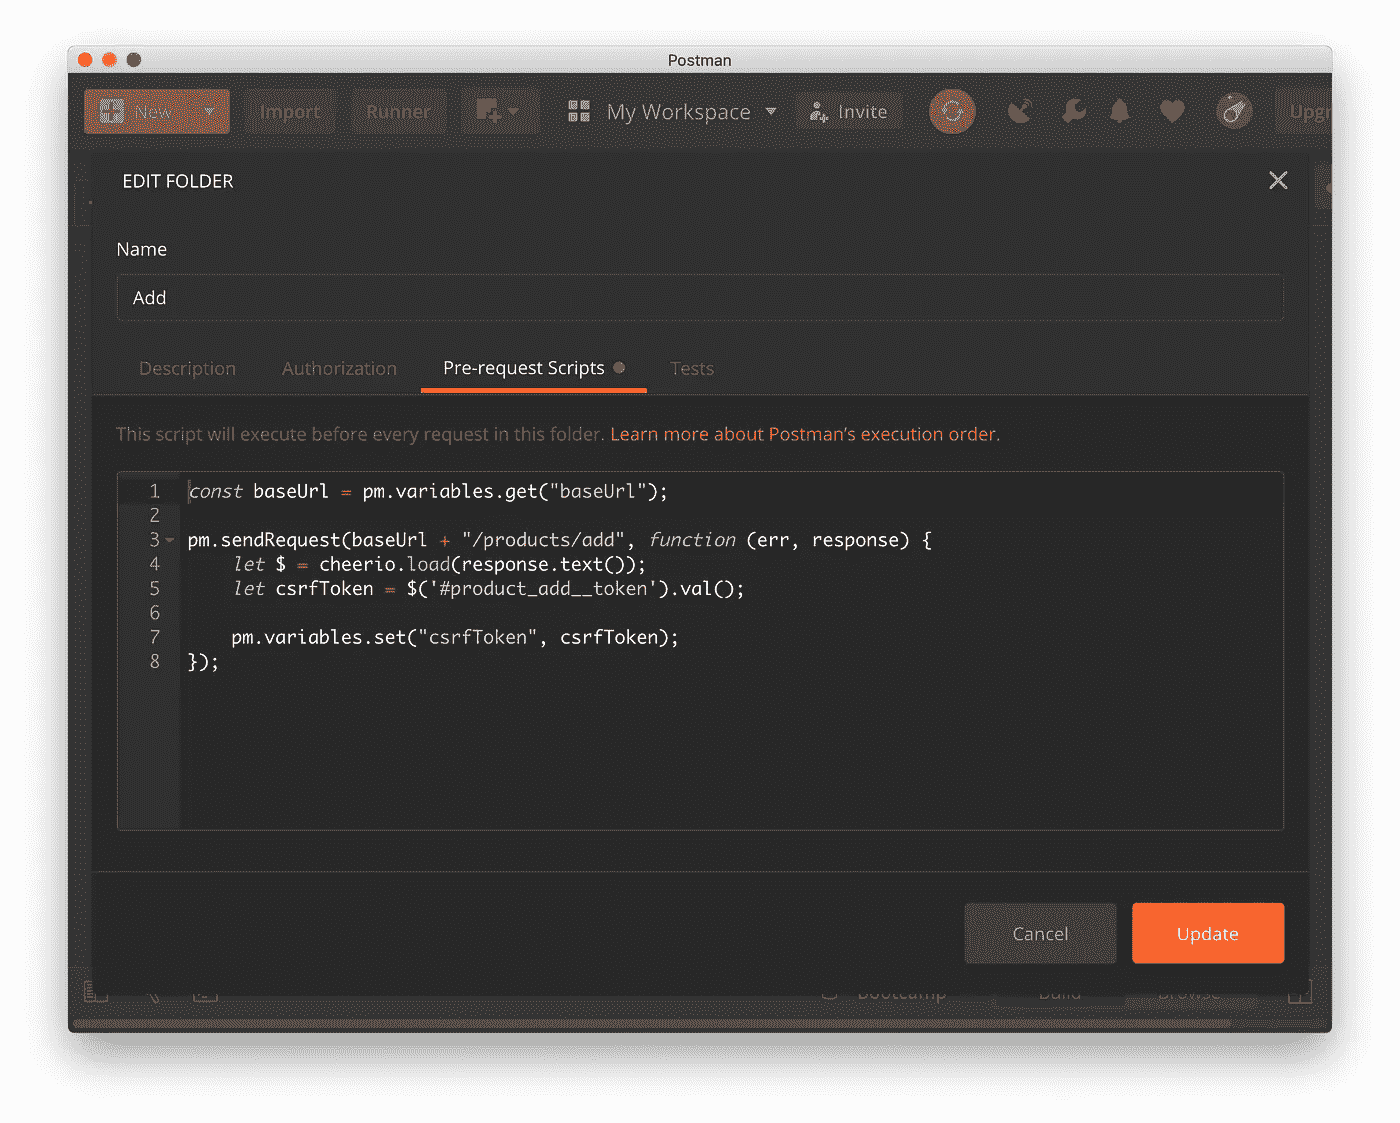 Postman
New Import Runner My Workspace Invite Upgr
EDIT FOLDER
Name
Add
Description Authorization Pre-request Scripts Tests
This script will execute before every request in this folder. Learn more about Postman's execution order.
1 const baseUrl = pm.variables.get("baseUrl");
2
3 pm.sendRequest(baseUrl + "/products/add", function (err, response) {
4 let $ = cheerio.load(response.text());
5 let csrfToken = $('#product_add__token').val();
6
7 pm.variables.set("csrfToken", csrfToken);
8 });
Cancel Update
Bootcamp Build Browse